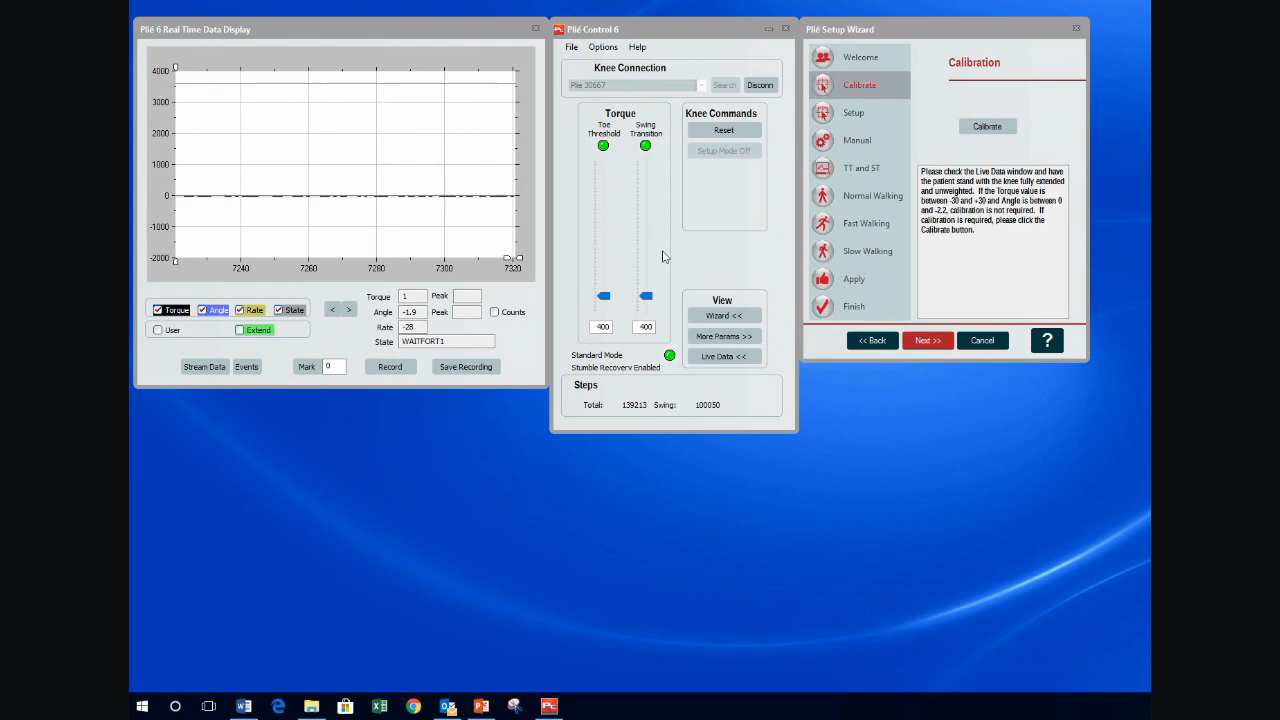 Plié 6 Real Time Data Display
4000
3000
2000
1000
0
-1000
-2000
7240 7260 7280 7300 7320
Torque Angle Rate State
User Extend
< >
Torque 1 Peak
Angle -1.9 Peak Counts
Rate -28
State WAITFORT1
Stream Data Events Mark 0 Record Save Recording
PC Plié Control 6
File Options Help
Knee Connection
Plie 30667 Search Disconn
Torque
Toe Threshold
Swing Transition
400 400
Standard Mode
Stumble Recovery Enabled
Knee Commands
Reset
Setup Mode Off
View
Wizard <<
More Params >>
Live Data <<
Steps
Total: 139213 Swing: 100050
Plié Setup Wizard
Welcome
Calibrate
Setup
Manual
TT and ST
Normal Walking
Fast Walking
Slow Walking
Apply
Finish
Calibration
Calibrate
Please check the Live Data window and have
the patient stand with the knee fully extended
and unweighted. If the Torque value is
between -30 and +30 and Angle is between 0
and -2.2, calibration is not required. If
calibration is required, please click the
Calibrate button.
<< Back Next >> Cancel ?